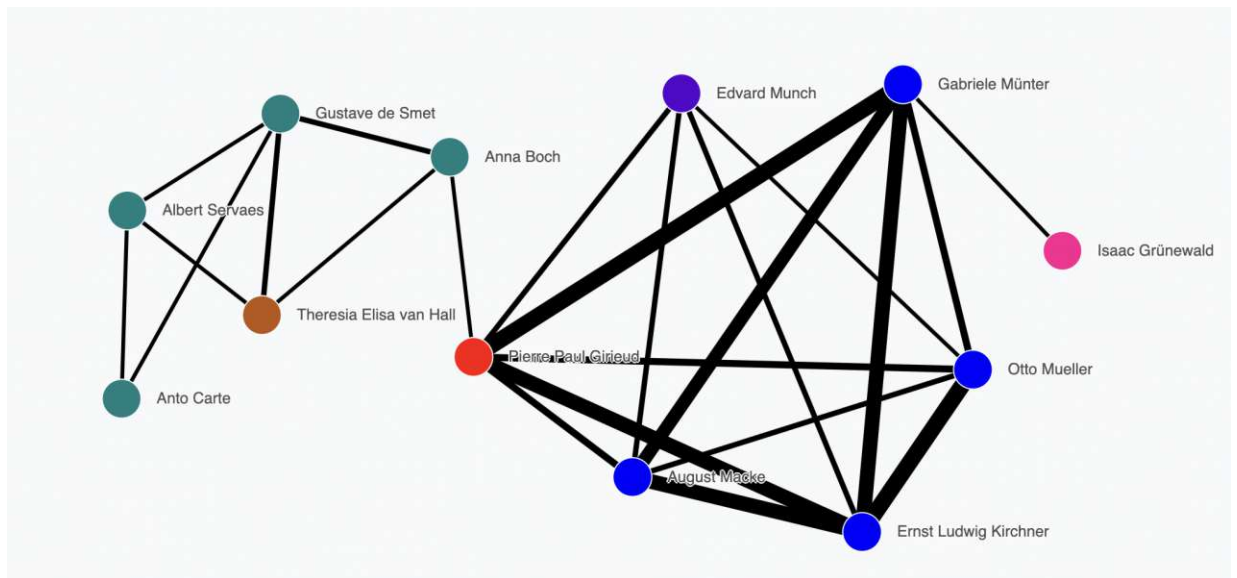 Edvard Munch
Gabriele Münter
Gustave de Smet
Anna Boch
Albert Servaes
Isaac Grünewald
Theresia Elisa van Hall
Pierre Paul Girieud
Otto Mueller
Anto Carte
August Macke
Ernst Ludwig Kirchner